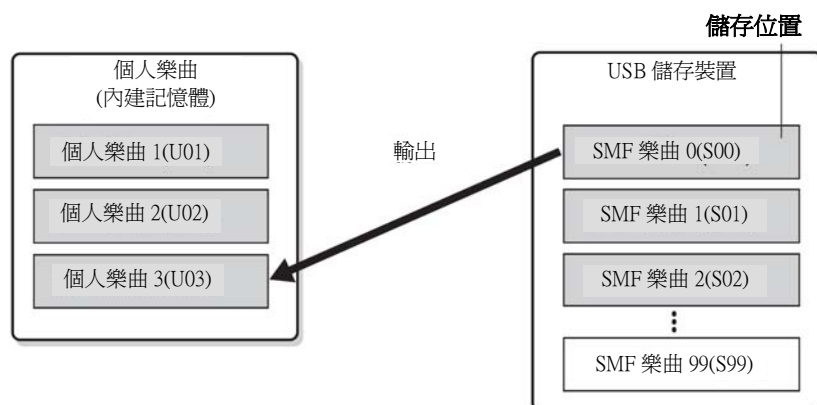 儲存位置
個人樂曲
(內建記憶體)
個人樂曲 1(U01)
個人樂曲 2(U02)
個人樂曲 3(U03)
輸出
USB 儲存裝置
SMF 樂曲 0(S00)
SMF 樂曲 1(S01)
SMF 樂曲 2(S02)
SMF 樂曲 99(S99)